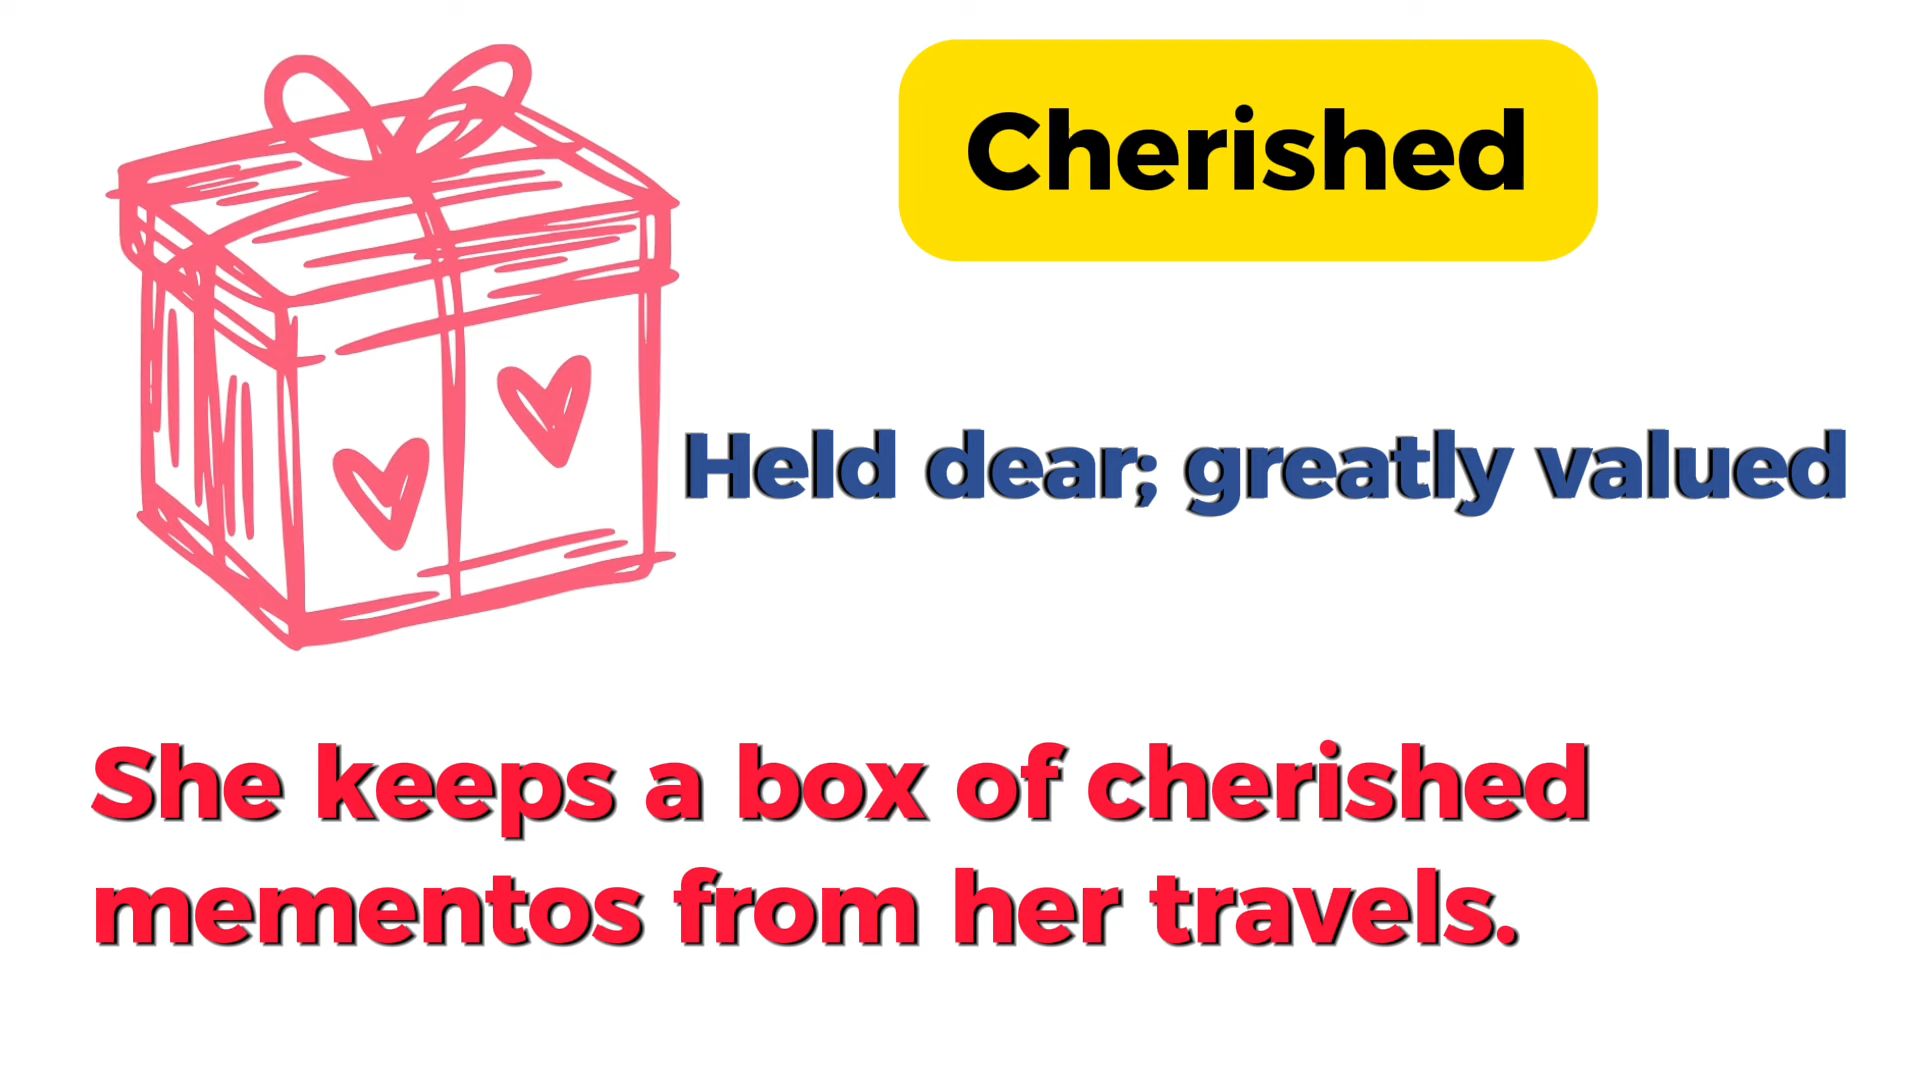 Cherished
Held dear; greatly valued
She keeps a box of cherished
mementos from her travels.